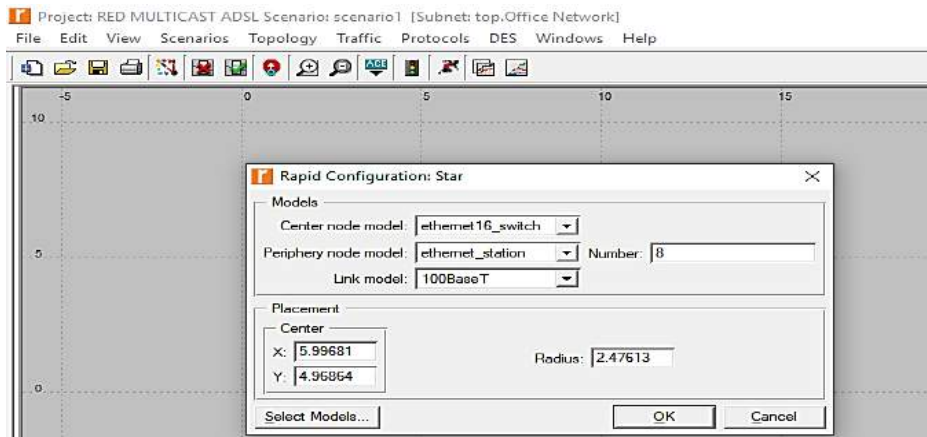 Project: RED MULTICAST ADSL Scenario: scenario1 [Subnet: top.Office Network]
File Edit View Scenarios Topology Traffic Protocols DES Windows Help
ACE
-5 0 5 10 15
10
Rapid Configuration: Star
Models
Center node model: ethernet16_switch
5
Periphery node model: ethernet_station Number: 8
Link model: 100BaseT
Placement
Center
X: 5.99681 Radius: 2.47613
Y: 4.96864
0
Select Models... OK Cancel